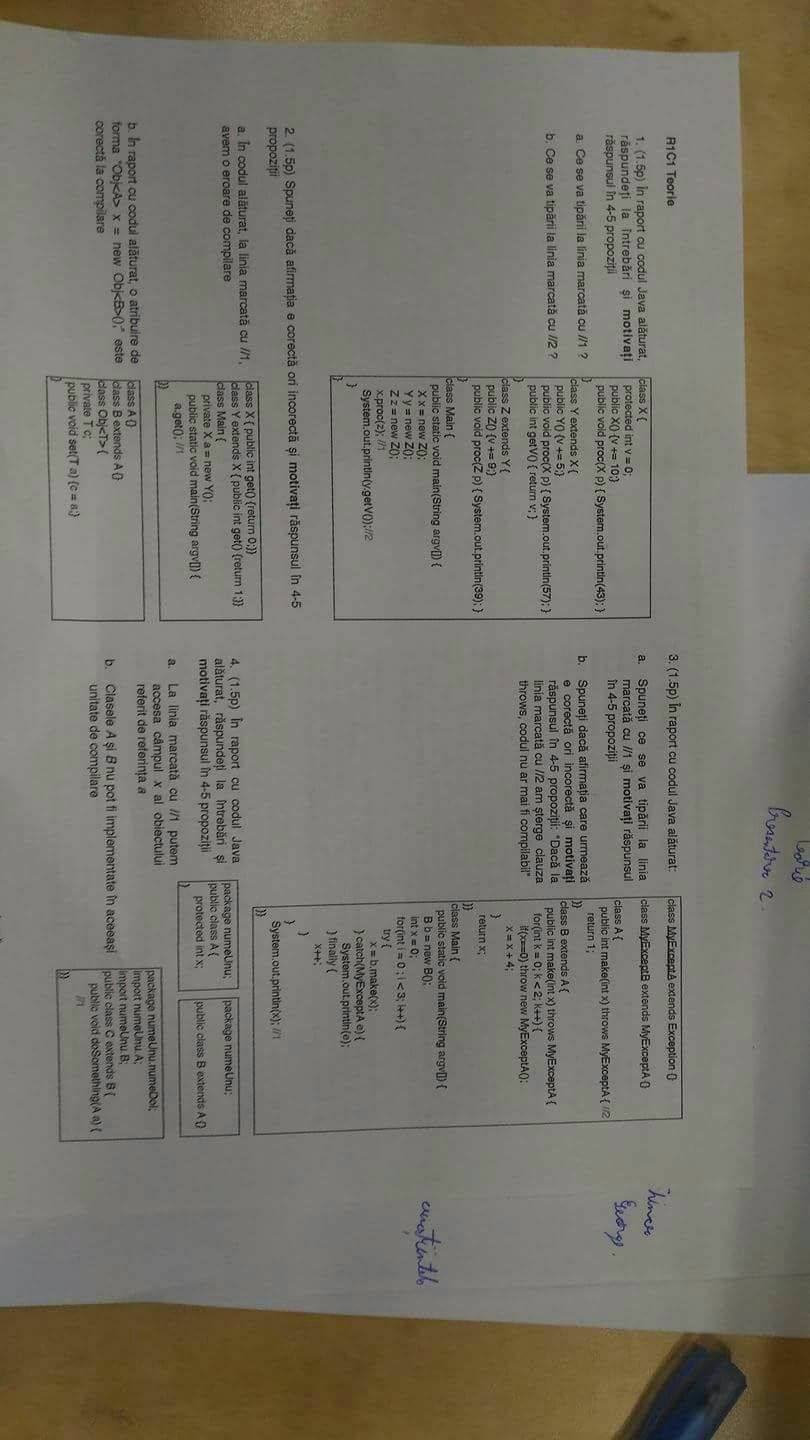 R1C1 Teorie
1. (1.5p) În raport cu codul Java alăturat,
răspundeți la întrebări și motivați
răspunsul în 4-5 propoziții
a. Ce se va tipări la linia marcată cu //1 ?
b. Ce se va tipări la linia marcată cu //2 ?
class X {
protected int v = 0;
public X() {v += 10;}
public void proc(X p) { System.out.println(43); }
}
class Y extends X {
public Y() {v += 5;}
public void proc(X p) { System.out.println(57); }
public int getV() { return v; }
}
class Z extends Y {
public Z() {v += 9;}
public void proc(Z p) { System.out.println(39); }
}
class Main {
public static void main(String argv[]) {
X x = new Z();
Y y = new Z();
Z z = new Z();
x.proc(z); //1
System.out.println(y.getV());//2
}
}
2. (1.5p) Spuneți dacă afirmația e corectă ori incorectă și motivați răspunsul în 4-5
propoziții
a. În codul alăturat, la linia marcată cu //1,
avem o eroare de compilare
class X { public int get() {return 0;}}
class Y extends X { public int get() {return 1;}}
class Main {
private X a = new Y();
public static void main(String argv[]) {
a.get(); //1
}}
b. În raport cu codul alăturat, o atribuire de
forma "Obj<A> x = new Obj<B>();" este
corectă la compilare
class A {}
class B extends A {}
class Obj<T> {
private T c;
public void set(T a) {c = a;}
}
3. (1.5p) În raport cu codul Java alăturat:
a. Spuneți ce se va tipări la linia
marcată cu //1 și motivați răspunsul
în 4-5 propoziții
b. Spuneți dacă afirmația care urmează
e corectă ori incorectă și motivați
răspunsul în 4-5 propoziții: "Dacă la
linia marcată cu //2 am șterge clauza
throws, codul nu ar mai fi compilabil"
class MyExceptA extends Exception {}
class MyExceptB extends MyExceptA {}
class A {
public int make(int x) throws MyExceptA { //2
return 1;
}}
class B extends A {
public int make(int x) throws MyExceptA {
for(int k = 0; k < 2; k++) {
if(x==0) throw new MyExceptA();
x = x + 4;
}
return x;
}}
class Main {
public static void main(String argv[]) {
B b = new B();
int x = 0;
for(int i = 0 ; i < 3; i++) {
try {
x = b.make(x);
} catch(MyExceptA e) {
System.out.println(e);
} finally {
x++;
}
}
System.out.println(x); //1
}}
4. (1.5p) În raport cu codul Java
alăturat, răspundeți la întrebări și
motivați răspunsul în 4-5 propoziții
a. La linia marcată cu //1 putem
accesa câmpul x al obiectului
referit de referința a
b. Clasele A și B nu pot fi implementate în aceeași
unitate de compilare
package numeUnu;
public class A {
protected int x;
}
package numeUnu;
public class B extends A {}
package numeUnu.numeDoi;
import numeUnu A;
import numeUnu B;
public class C extends B {
public void doSomething(A a) {
//1
}}
2.
George.